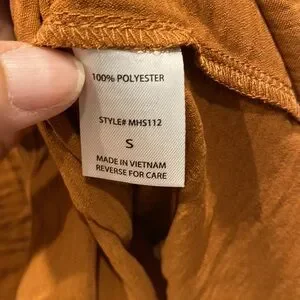 100% POLYESTER
STYLE# MHS112
S
MADE IN VIETNAM
REVERSE FOR CARE